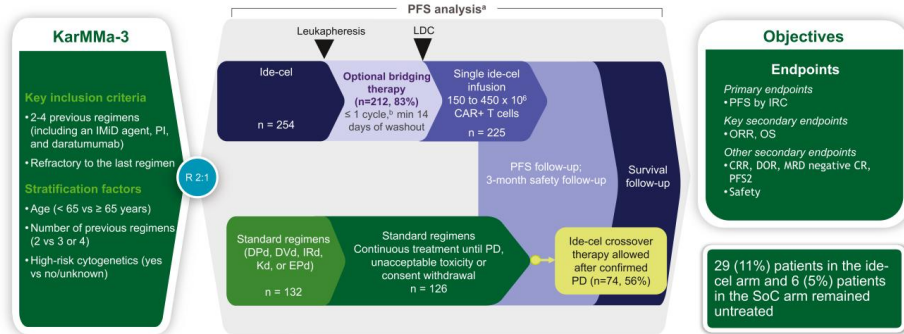 PFS analysisᵃ
KarMMa-3
Key inclusion criteria
• 2-4 previous regimens
(including an IMiD agent, PI,
and daratumumab)
• Refractory to the last regimen
Stratification factors
• Age (< 65 vs ≥ 65 years)
• Number of previous regimens
(2 vs 3 or 4)
• High-risk cytogenetics (yes
vs no/unknown)
R 2:1
Leukapheresis
LDC
Ide-cel
n = 254
Optional bridging
therapy
(n=212, 83%)
≤ 1 cycle,ᵇ min 14
days of washout
Single ide-cel
infusion
150 to 450 x 10⁶
CAR+ T cells
n = 225
PFS follow-up;
3-month safety follow-up
Survival
follow-up
Standard regimens
(DPd, DVd, IRd,
Kd, or EPd)
n = 132
Standard regimens
Continuous treatment until PD,
unacceptable toxicity or
consent withdrawal
n = 126
Ide-cel crossover
therapy allowed
after confirmed
PD (n=74, 56%)
Objectives
Endpoints
Primary endpoints
• PFS by IRC
Key secondary endpoints
• ORR, OS
Other secondary endpoints
• CRR, DOR, MRD negative CR,
PFS2
• Safety
29 (11%) patients in the ide-
cel arm and 6 (5%) patients
in the SoC arm remained
untreated